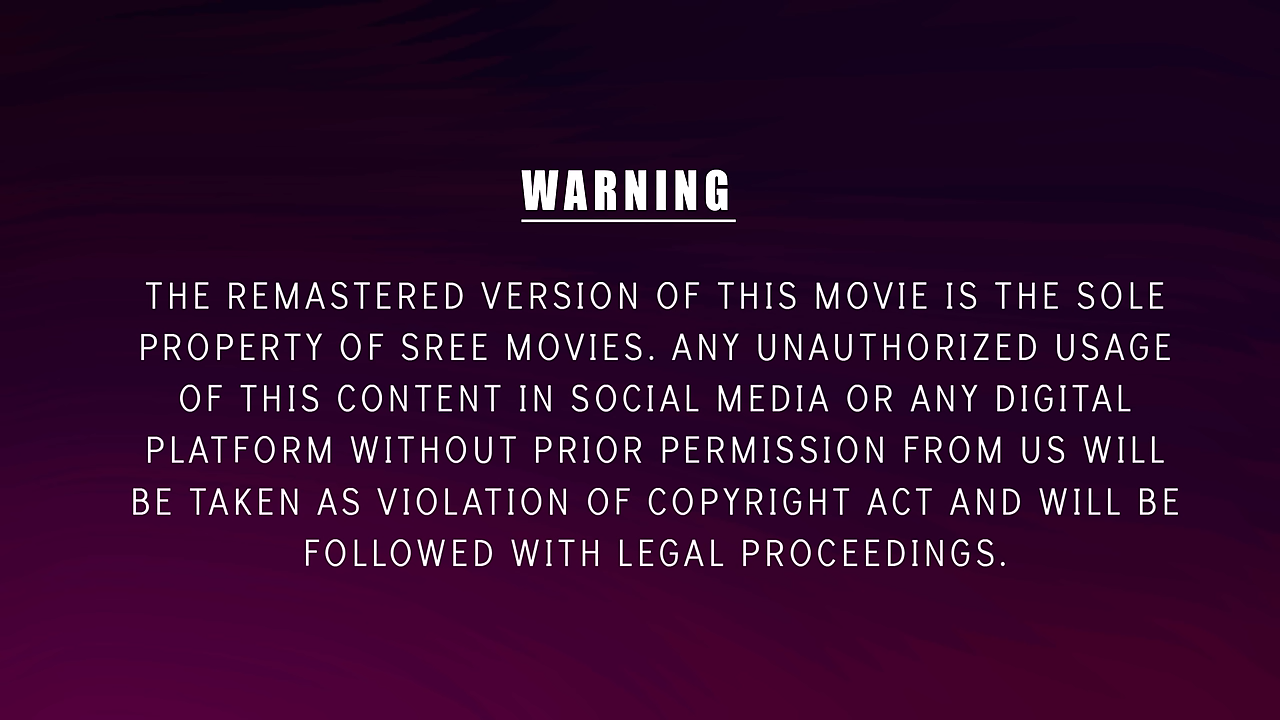 WARNING
THE REMASTERED VERSION OF THIS MOVIE IS THE SOLE
PROPERTY OF SREE MOVIES. ANY UNAUTHORIZED USAGE
OF THIS CONTENT IN SOCIAL MEDIA OR ANY DIGITAL
PLATFORM WITHOUT PRIOR PERMISSION FROM US WILL
BE TAKEN AS VIOLATION OF COPYRIGHT ACT AND WILL BE
FOLLOWED WITH LEGAL PROCEEDINGS.